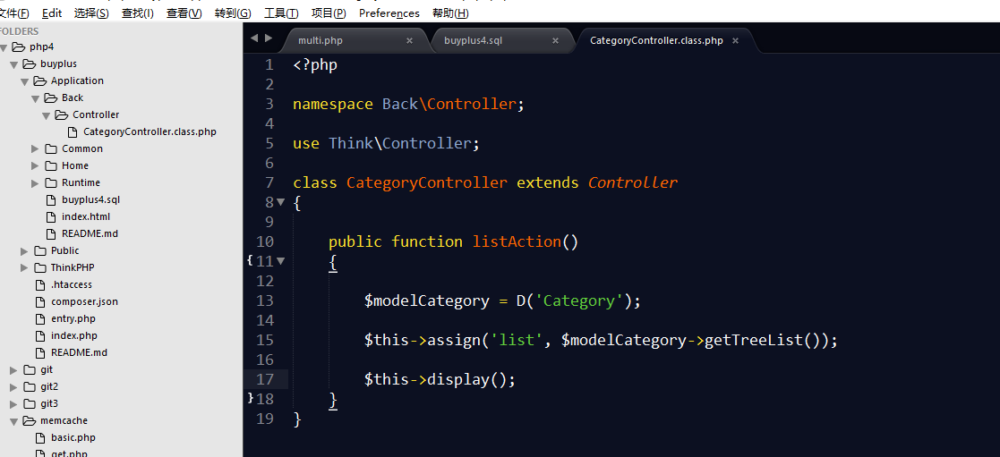 文件(F) Edit 选择(S) 查找(I) 查看(V) 转到(G) 工具(T) 项目(P) Preferences 帮助(H)
FOLDERS
php4
buyplus
Application
Back
Controller
CategoryController.class.php
Common
Home
Runtime
buyplus4.sql
index.html
README.md
Public
ThinkPHP
.htaccess
composer.json
entry.php
index.php
README.md
git
git2
git3
memcache
basic.php
get.php
multi.php × buyplus4.sql × CategoryController.class.php ×
1 <?php
2
3 namespace Back\Controller;
4
5 use Think\Controller;
6
7 class CategoryController extends Controller
8 {
9
10 public function listAction()
{11 {
12
13 $modelCategory = D('Category');
14
15 $this->assign('list', $modelCategory->getTreeList());
16
17 $this->display();
}18 }
19 }